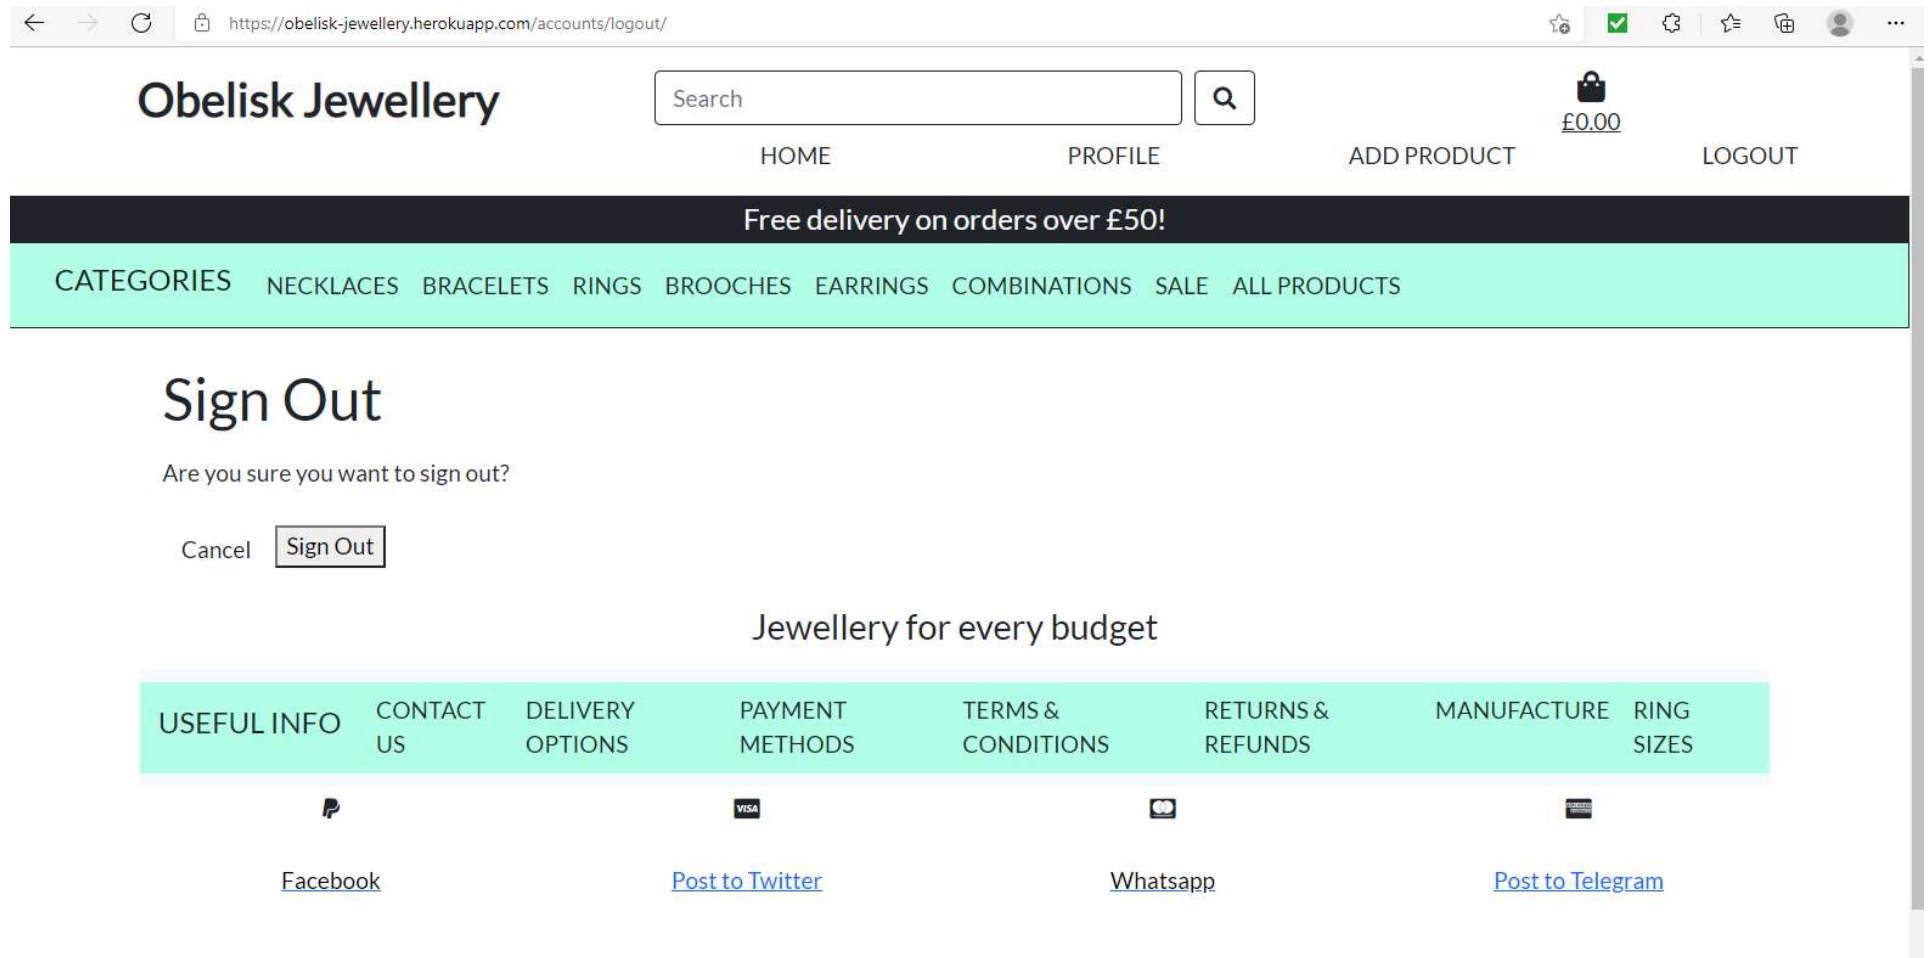 https://obelisk-jewellery.herokuapp.com/accounts/logout/
Obelisk Jewellery
Search
£0.00
HOME PROFILE ADD PRODUCT LOGOUT
Free delivery on orders over £50!
CATEGORIES NECKLACES BRACELETS RINGS BROOCHES EARRINGS COMBINATIONS SALE ALL PRODUCTS
Sign Out
Are you sure you want to sign out?
Cancel Sign Out
Jewellery for every budget
USEFUL INFO
CONTACT
US
DELIVERY
OPTIONS
PAYMENT
METHODS
TERMS &
CONDITIONS
RETURNS &
REFUNDS
MANUFACTURE
RING
SIZES
VISA
Facebook Post to Twitter Whatsapp Post to Telegram